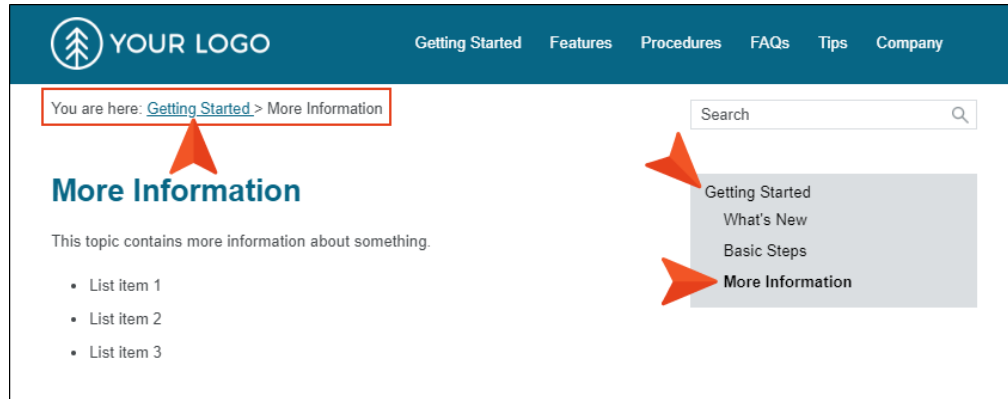 YOUR LOGO
Getting Started Features Procedures FAQs Tips Company
You are here: Getting Started > More Information
Search
More Information
This topic contains more information about something.
• List item 1
• List item 2
• List item 3
Getting Started
What's New
Basic Steps
More Information